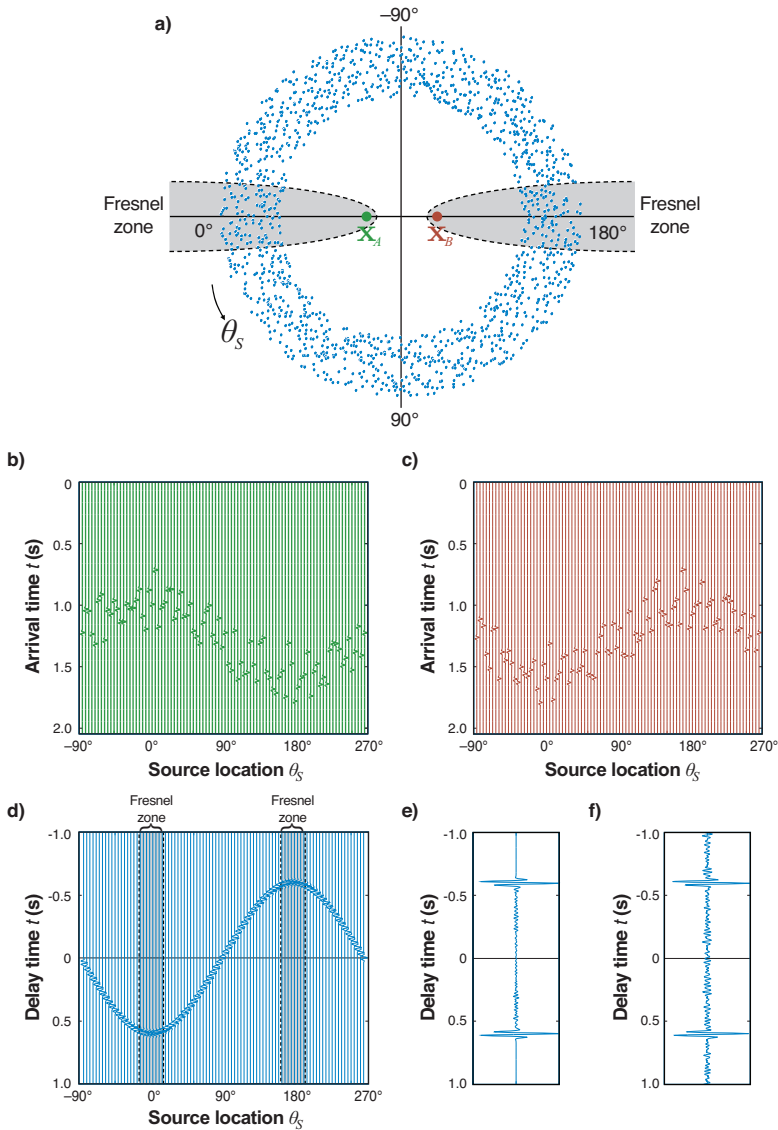 a)
–90°
Fresnel
zone
0°
X_A
X_B
180°
Fresnel
zone
θ_S
90°
b)
0
0.5
1.0
1.5
2.0
Arrival time t (s)
–90° 0° 90° 180° 270°
Source location θ_S
c)
0
0.5
1.0
1.5
2.0
Arrival time t (s)
–90° 0° 90° 180° 270°
Source location θ_S
d)
Fresnel
zone
Fresnel
zone
-1.0
-0.5
0
0.5
1.0
Delay time t (s)
–90° 0° 90° 180° 270°
Source location θ_S
e)
-1.0
-0.5
0
0.5
1.0
Delay time t (s)
f)
-1.0
-0.5
0
0.5
1.0
Delay time t (s)